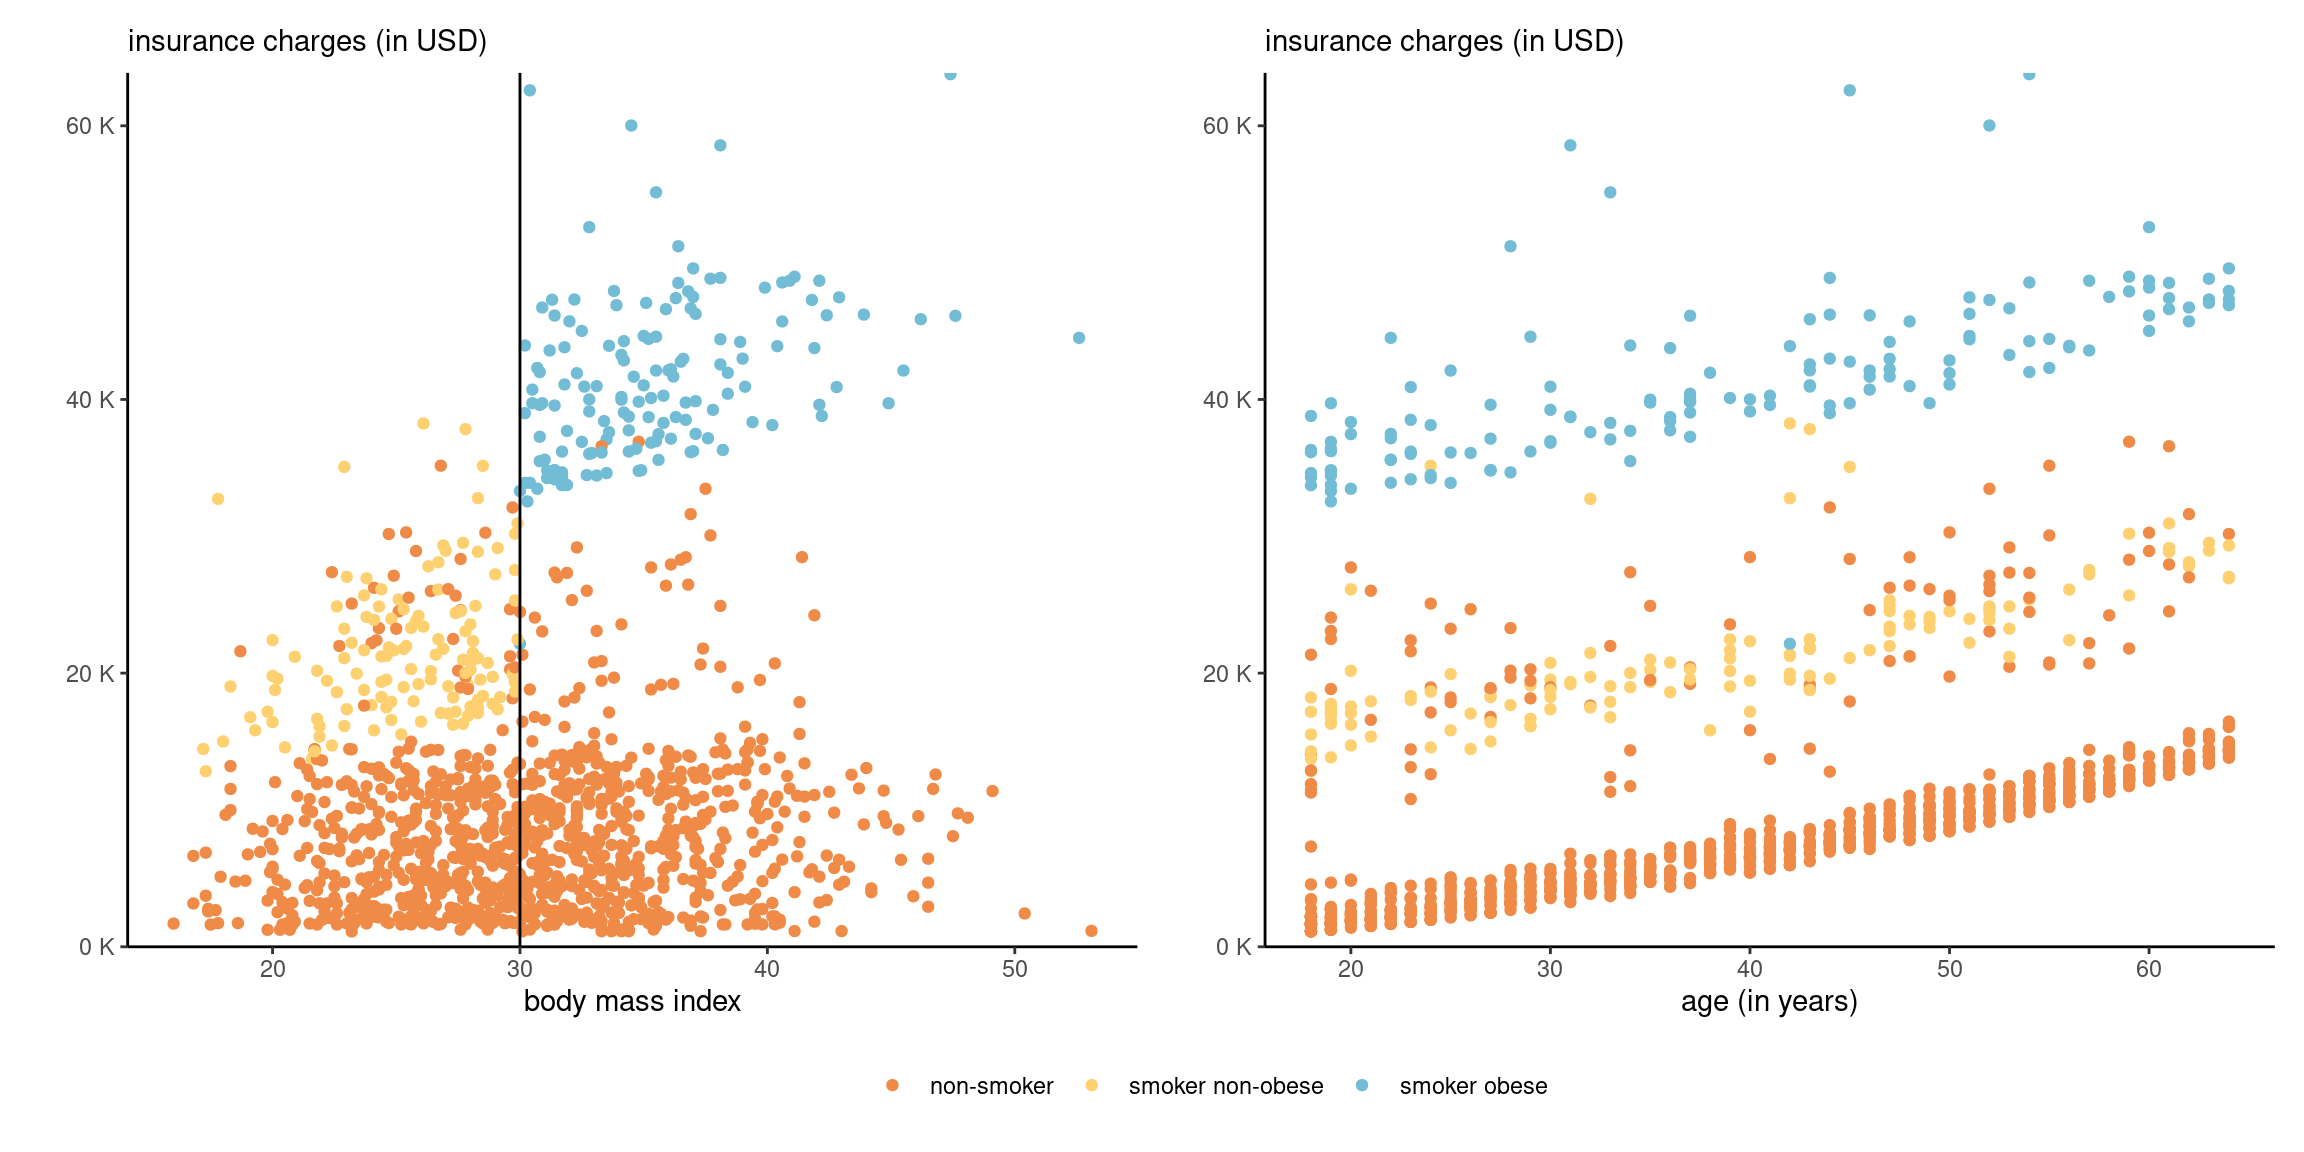 insurance charges (in USD)
60 K
40 K
20 K
0 K
20 30 40 50
body mass index
insurance charges (in USD)
60 K
40 K
20 K
0 K
20 30 40 50 60
age (in years)
non-smoker smoker non-obese smoker obese